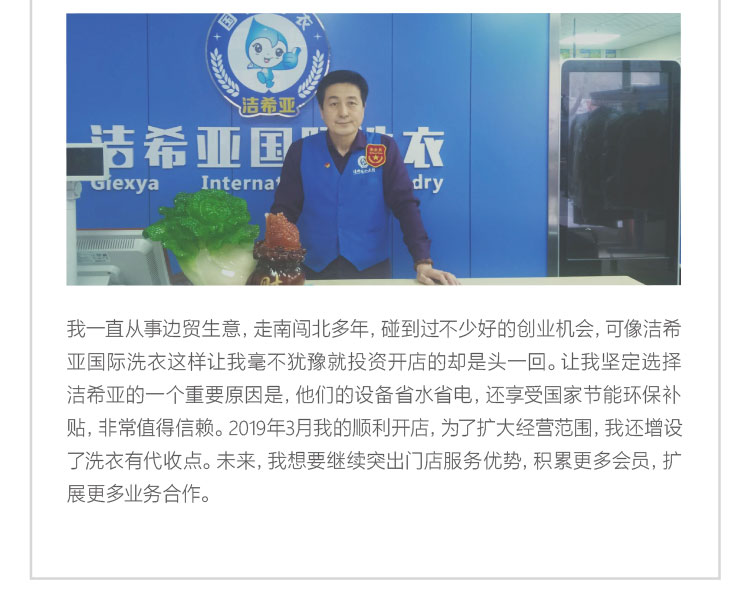 国
衣
洁希亚
洁希亚国际洗衣
Giexya Internat dry
我一直从事边贸生意，走南闯北多年，碰到过不少好的创业机会，可像洁希
亚国际洗衣这样让我毫不犹豫就投资开店的却是头一回。让我坚定选择
洁希亚的一个重要原因是，他们的设备省水省电，还享受国家节能环保补
贴，非常值得信赖。2019年3月我的顺利开店，为了扩大经营范围，我还增设
了洗衣有代收点。未来，我想要继续突出门店服务优势，积累更多会员，扩
展更多业务合作。